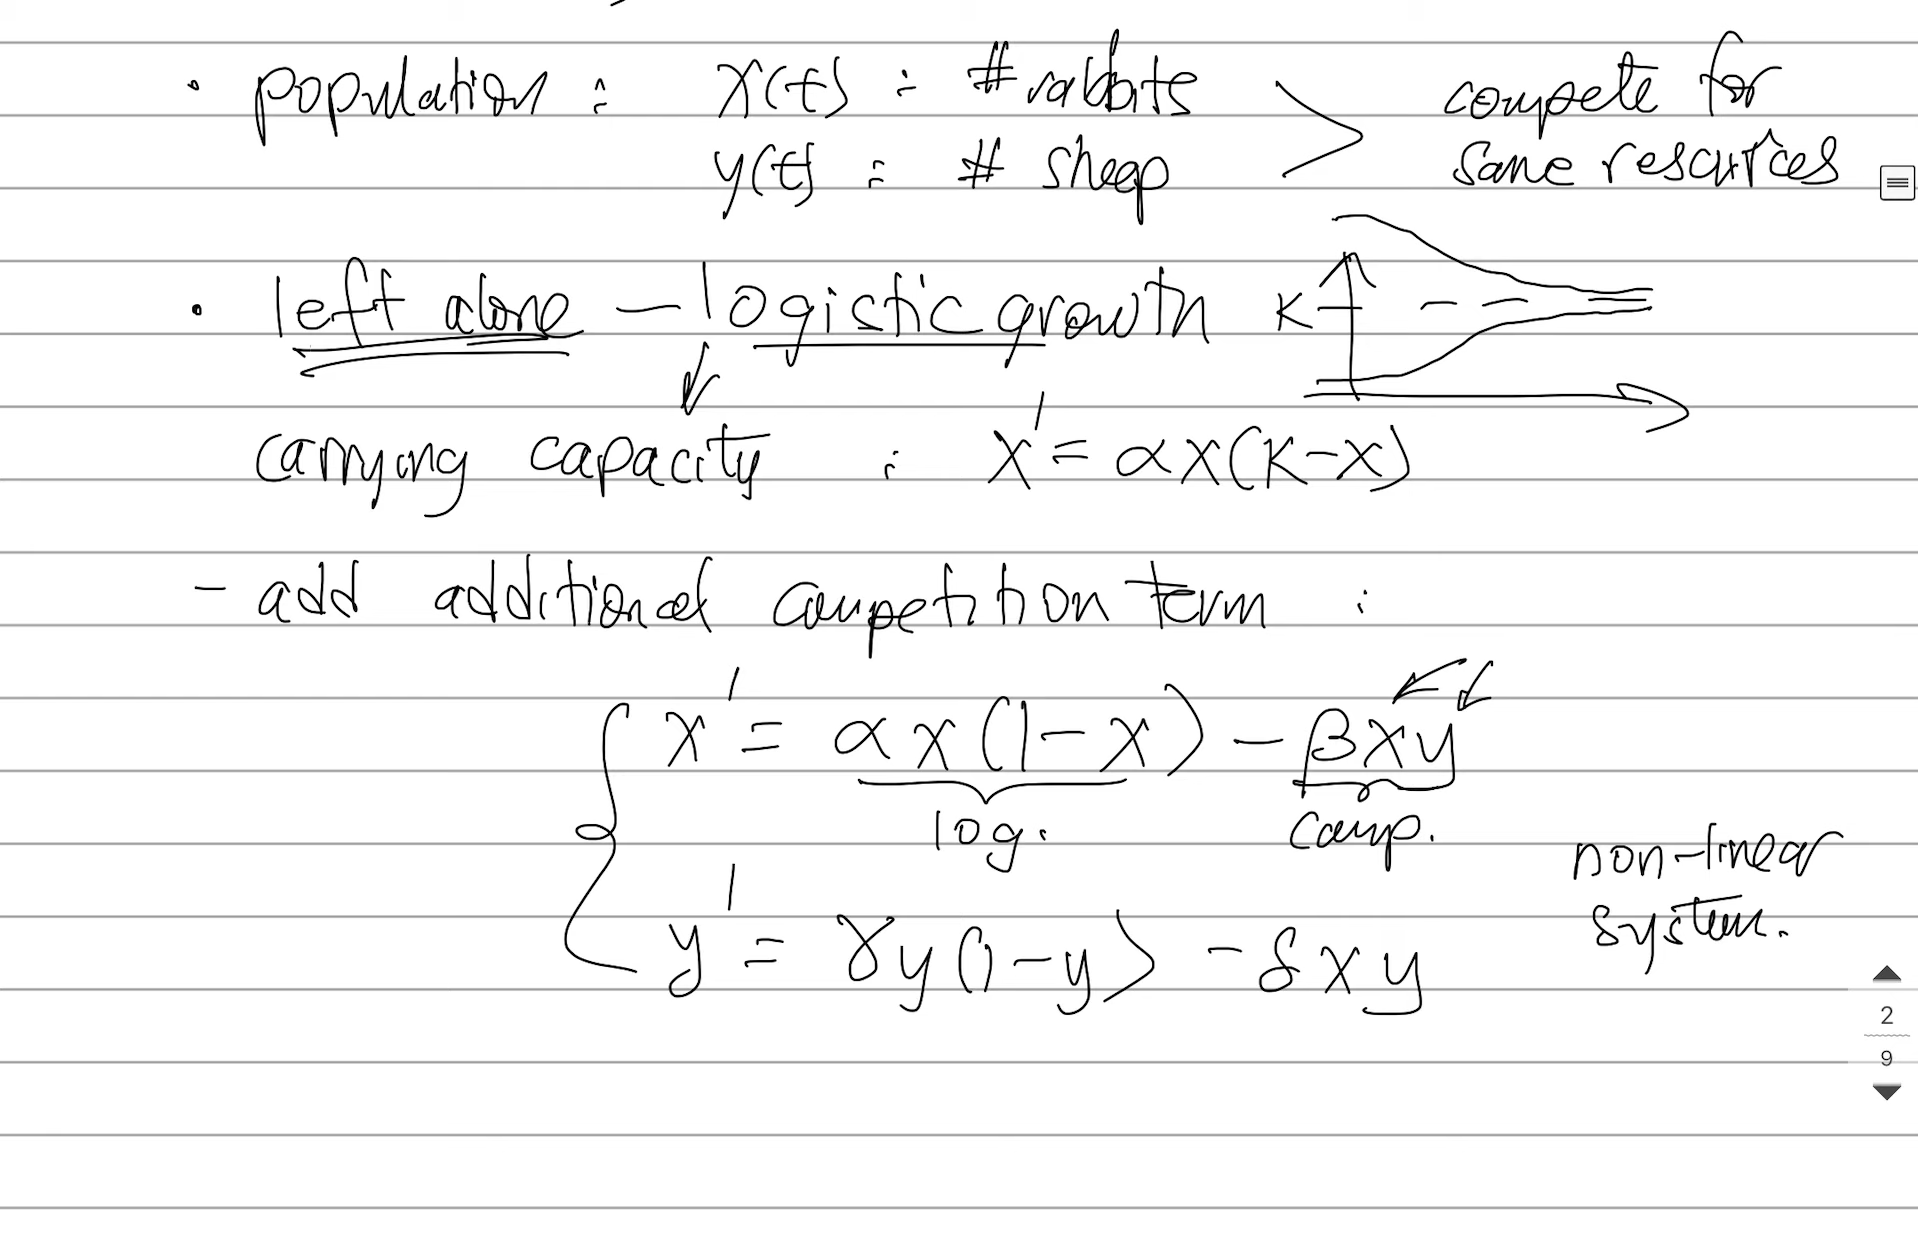 · population : x(t) : # rabbits > compete for
y(t) : # sheep same resources
· left alone – logistic growth K
carrying capacity : x' = αx(K-x)
- add additional competition term :
x' = αx(1-x) - βxy
log. comp.
non-linear
system.
y' = γy(1-y) - δxy
2
9